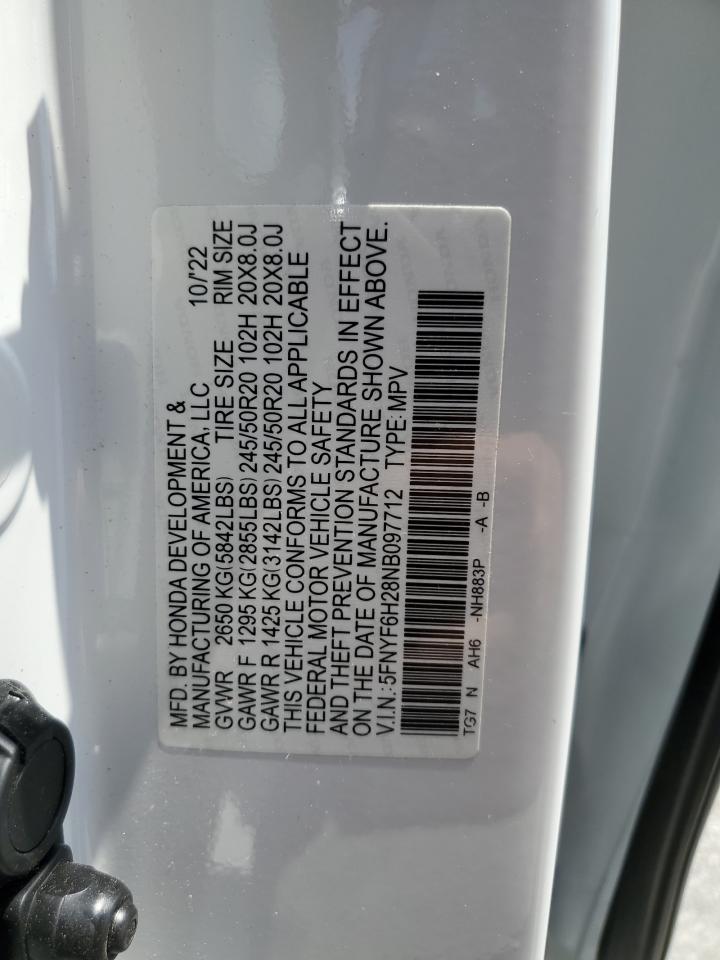 MFD. BY HONDA DEVELOPMENT &
MANUFACTURING OF AMERICA, LLC 10/'22
GVWR 2650 KG(5842LBS) TIRE SIZE RIM SIZE
GAWR F 1295 KG(2855LBS) 245/50R20 102H 20X8.0J
GAWR R 1425 KG(3142LBS) 245/50R20 102H 20X8.0J
THIS VEHICLE CONFORMS TO ALL APPLICABLE
FEDERAL MOTOR VEHICLE SAFETY
AND THEFT PREVENTION STANDARDS IN EFFECT
ON THE DATE OF MANUFACTURE SHOWN ABOVE.
V.I.N.:5FNYF6H28NB097712 TYPE:MPV
TG7 N AH6 -NH883P -A -B